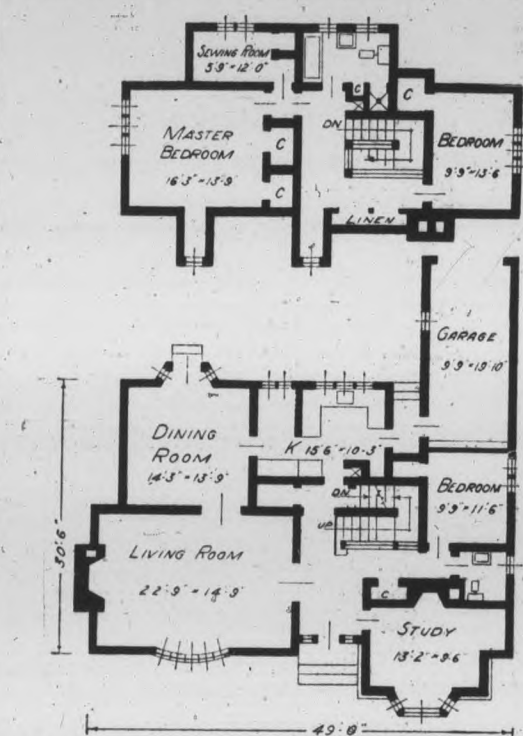 SEWING ROOM
5'9"=12'0"
C
C
MASTER
BEDROOM
16'3"=13'9"
C
C
DN
BEDROOM
9'9"=13'6
LINEN
GARAGE
9'9"=19'10"
DINING
ROOM
14'3"=13'9"
K 15'6"=10'3"
BEDROOM
9'9"=11'6"
DN
UP
30'6"
LIVING ROOM
22'9"=14'9"
C
STUDY
13'2=9'6
49'0"